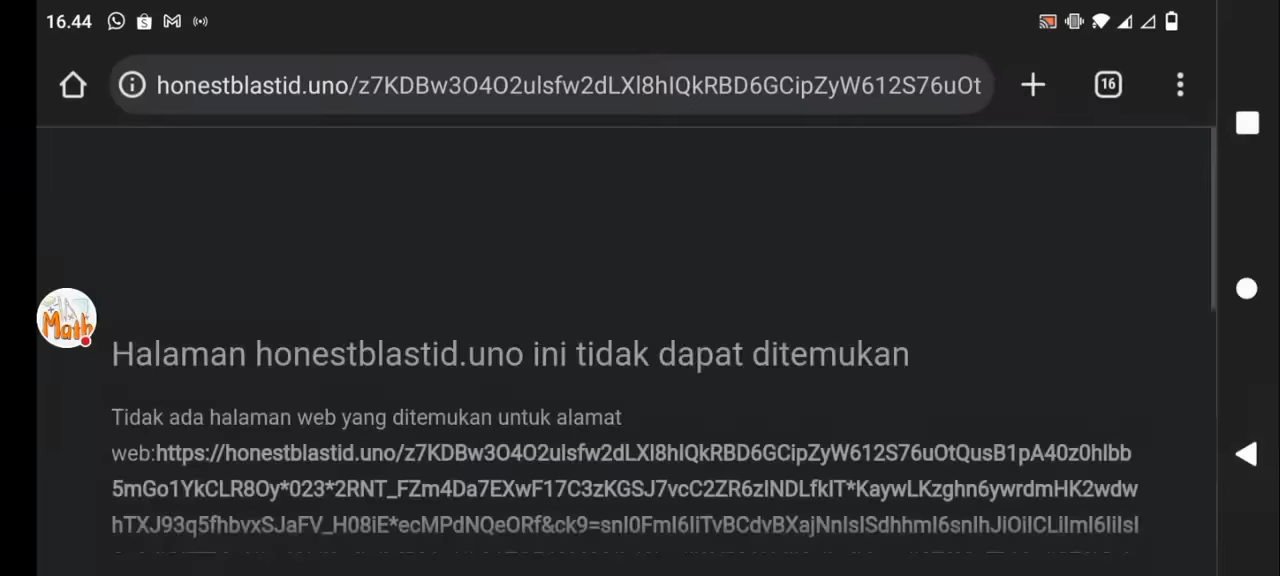 16.44
honestblastid.uno/z7KDBw3O4O2ulsfw2dLXl8hIQkRBD6GCipZyW612S76uOt
16
Math
Halaman honestblastid.uno ini tidak dapat ditemukan
Tidak ada halaman web yang ditemukan untuk alamat
web:https://honestblastid.uno/z7KDBw3O4O2ulsfw2dLXl8hIQkRBD6GCipZyW612S76uOtQusB1pA40z0hlbb
5mGo1YkCLR8Oy*023*2RNT_FZm4Da7EXwF17C3zKGSJ7vcC2ZR6zINDLfkIT*KaywLKzghn6ywrdmHK2wdw
hTXJ93q5fhbvxSJaFV_H08iE*ecMPdNQeORf&ck9=snI0FmI6IiTvBCdvBXajNnIsISdhhmI6snIhJiOiICLiImI6IiIsI